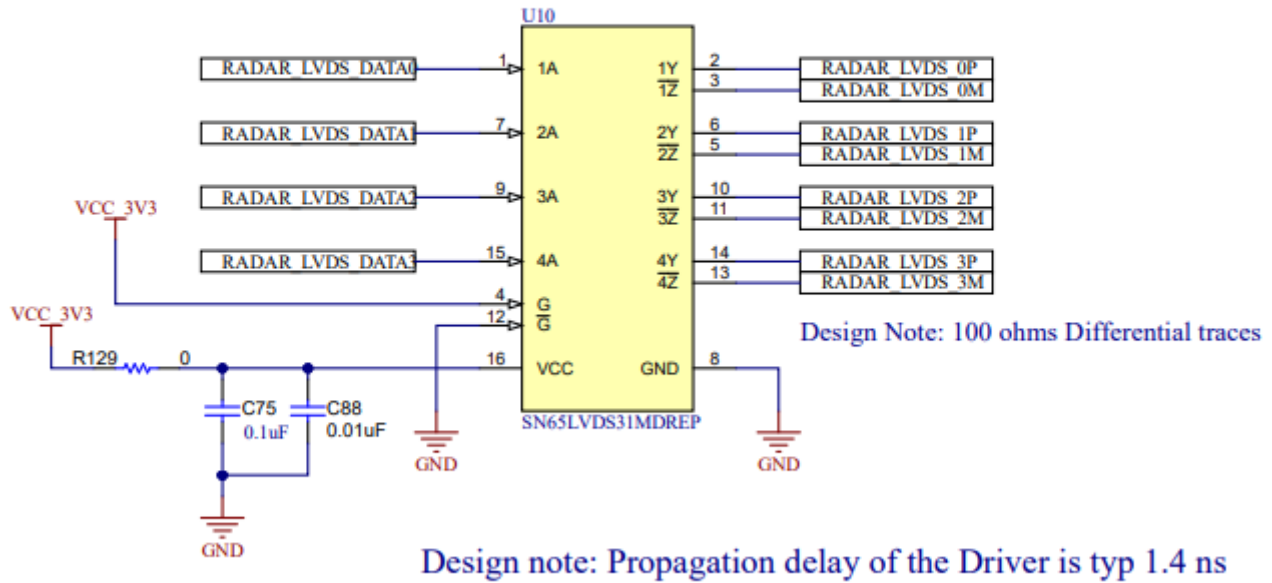 U10
RADAR_LVDS_DATA0 1 1A 1Y 2 RADAR_LVDS_0P
1Z 3 RADAR_LVDS_0M
RADAR_LVDS_DATA1 7 2A 2Y 6 RADAR_LVDS_1P
2Z 5 RADAR_LVDS_1M
RADAR_LVDS_DATA2 9 3A 3Y 10 RADAR_LVDS_2P
VCC_3V3 3Z 11 RADAR_LVDS_2M
RADAR_LVDS_DATA3 15 4A 4Y 14 RADAR_LVDS_3P
4Z 13 RADAR_LVDS_3M
4 G
VCC_3V3 12 G
Design Note: 100 ohms Differential traces
R129 0 16 VCC GND 8
C75 C88
0.1uF 0.01uF
SN65LVDS31MDREP
GND GND
GND
Design note: Propagation delay of the Driver is typ 1.4 ns